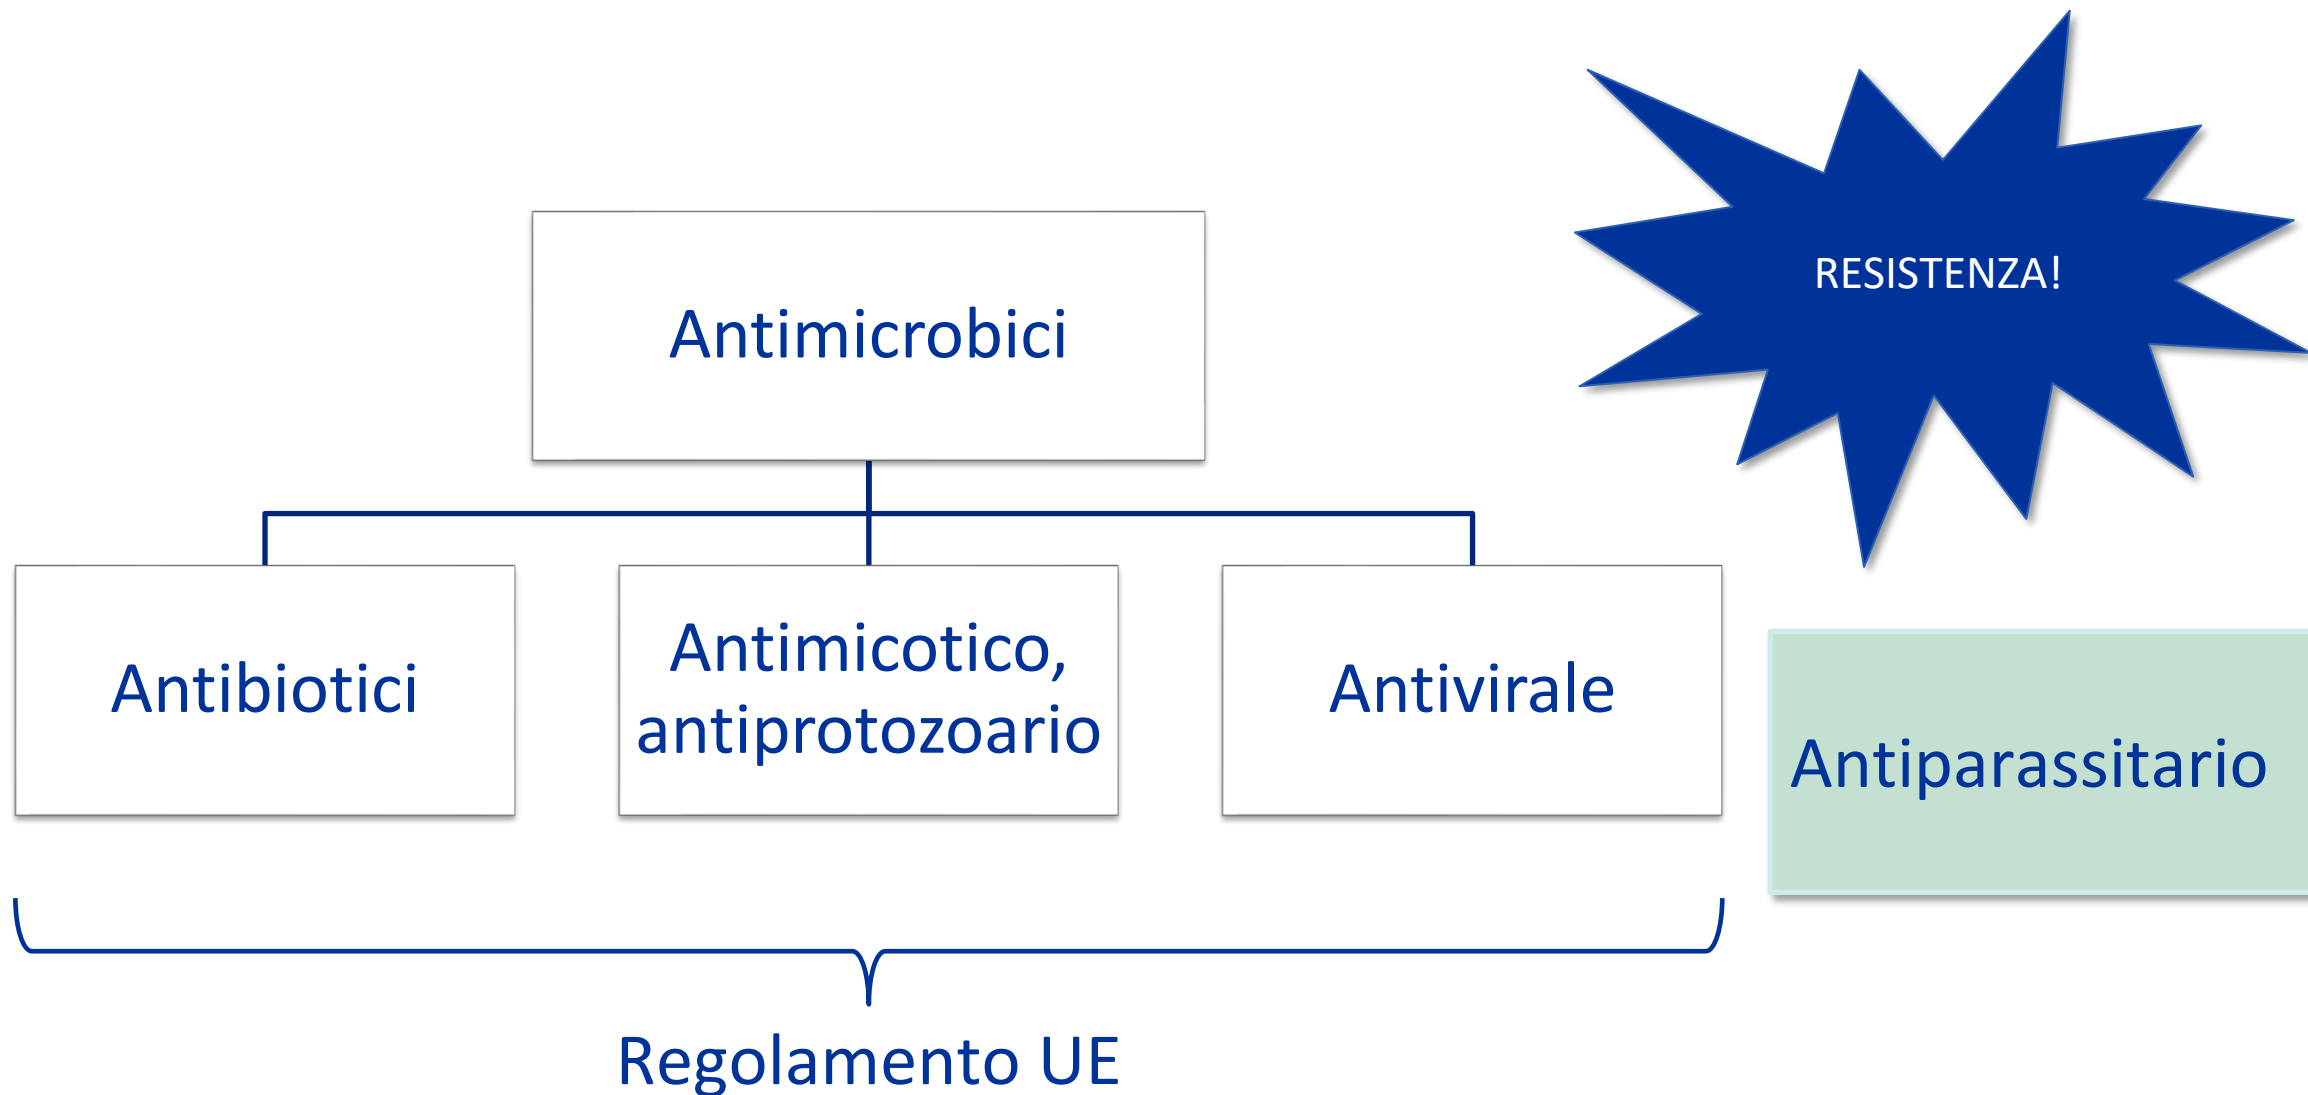 RESISTENZA!
Antimicrobici
Antibiotici
Antimicotico,
antiprotozoario
Antivirale
Antiparassitario
Regolamento UE